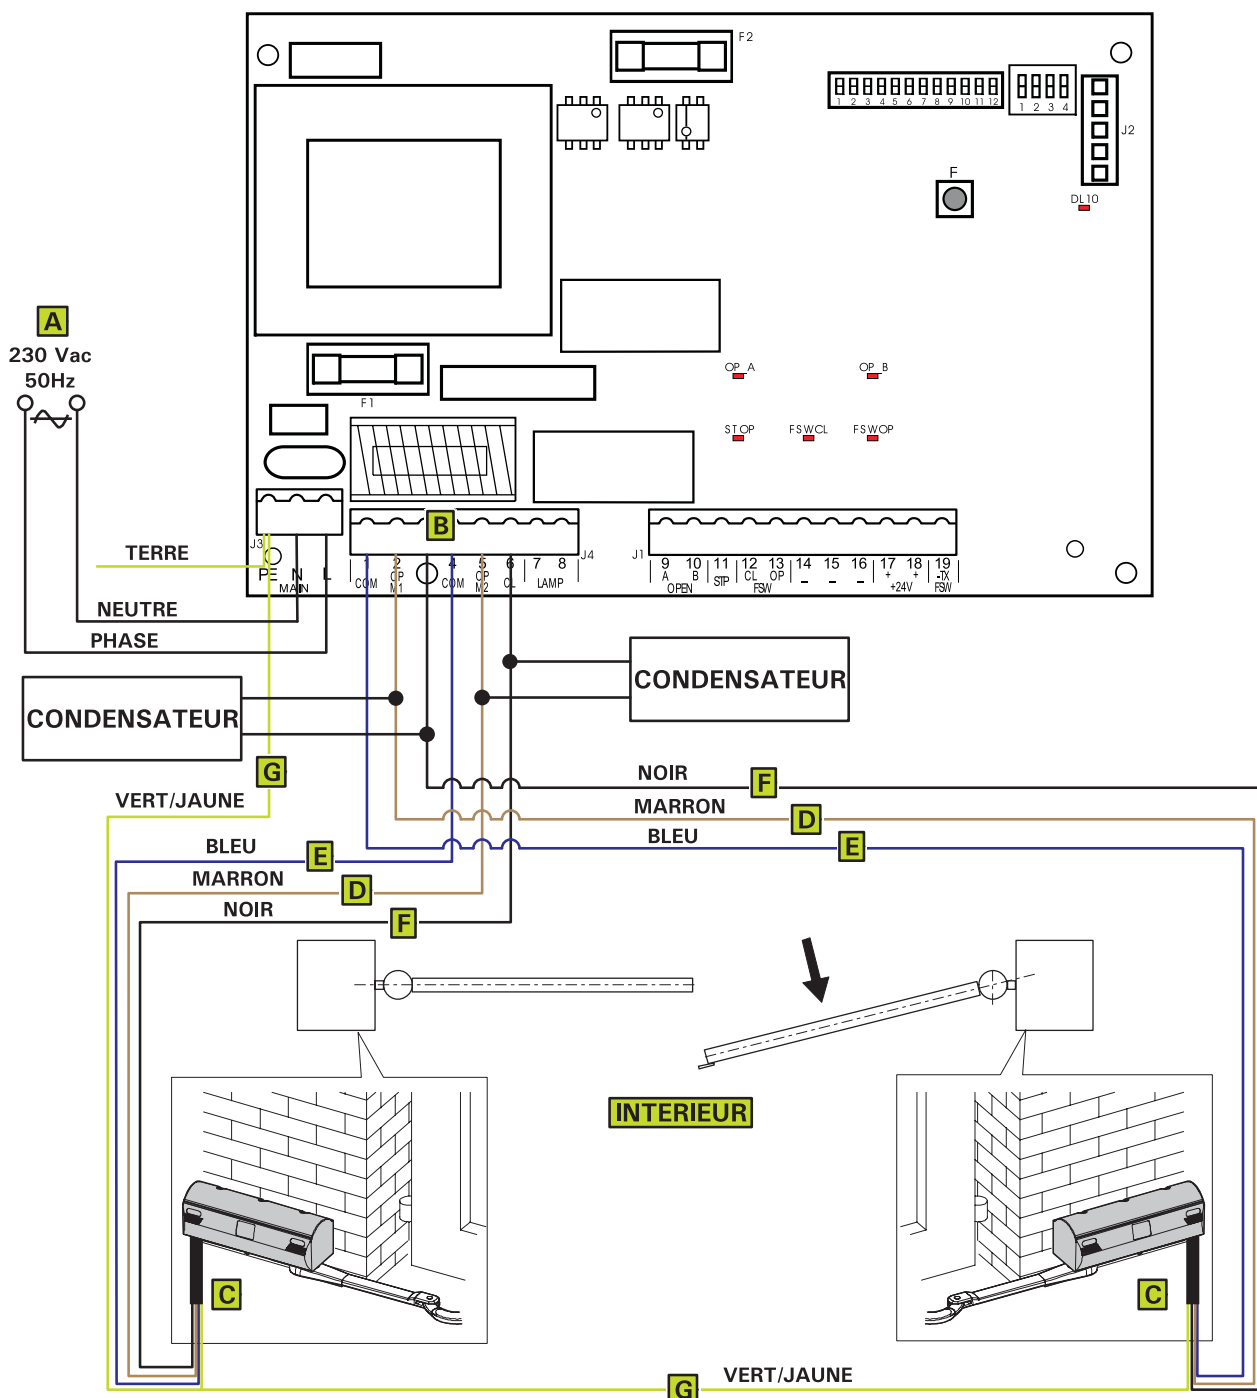 F2
1 2 3 4 5 6 7 8 9 10 11 12
1 2 3 4
J2
F
DL10
A
230 Vac
50Hz
OP_A
OP_B
F1
STOP
FSWCL
FSWOP
B
J3
J4
J1
TERRE
PE N L
MAIN
1 2 4 5 6 7 8
COM OP COM OP CL LAMP
M1 M2
9 10 11 12 13 14 15 16 17 18 19
A B STP CL OP – – – + + -TX
OPEN FSW +24V FSW
NEUTRE
PHASE
CONDENSATEUR
CONDENSATEUR
G
NOIR
F
VERT/JAUNE
MARRON
D
BLEU
E
BLEU
E
MARRON
D
NOIR
F
INTERIEUR
C
C
VERT/JAUNE
G